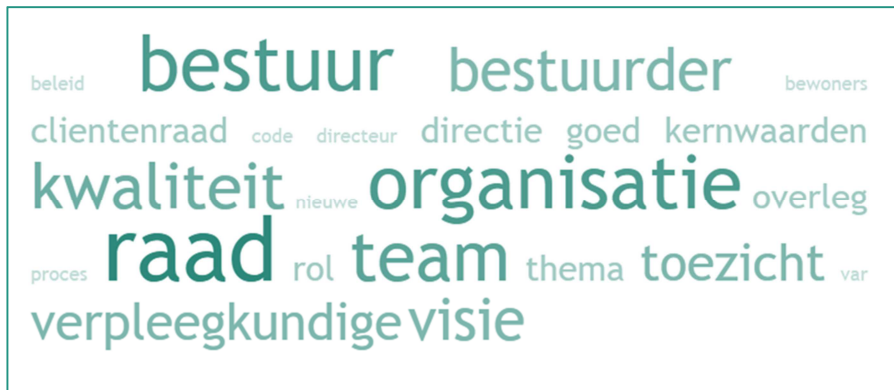 beleid bestuur bestuurder bewoners
clientenraad code directeur directie goed kernwaarden
kwaliteit nieuwe organisatie overleg
proces raad rol team thema toezicht var
verpleegkundige visie